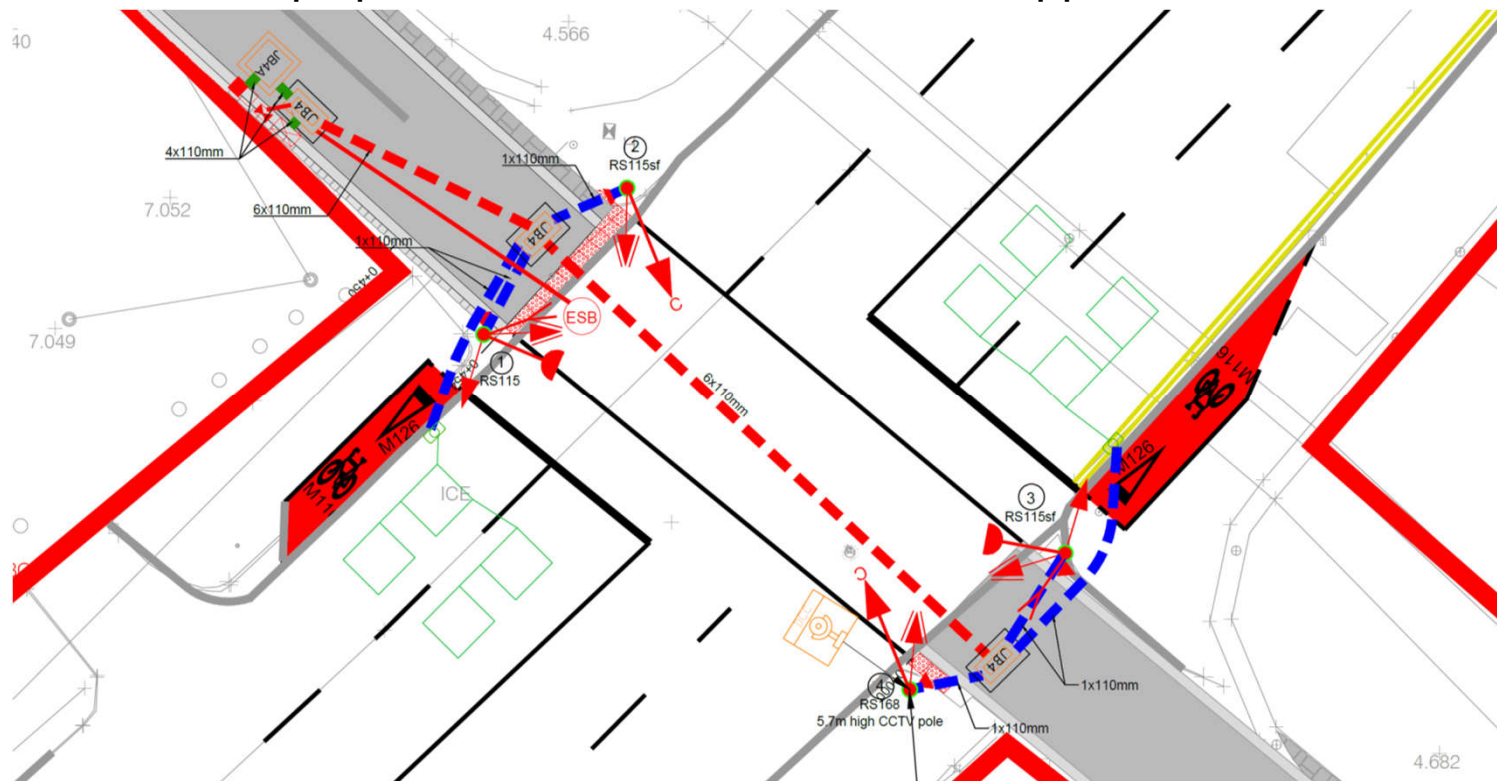 40
4.566
JB4A
JB4
4x110mm
1x110mm
2
RS115sf
7.052
6x110mm
JB4
1x110mm
0+450
ESB
7.049
1
RS115
6x110mm
M1116
M126
M126
M11
ICE
3
RS115sf
JB4
4
RS168
5.7m high CCTV pole
1x110mm
1x110mm
4.682